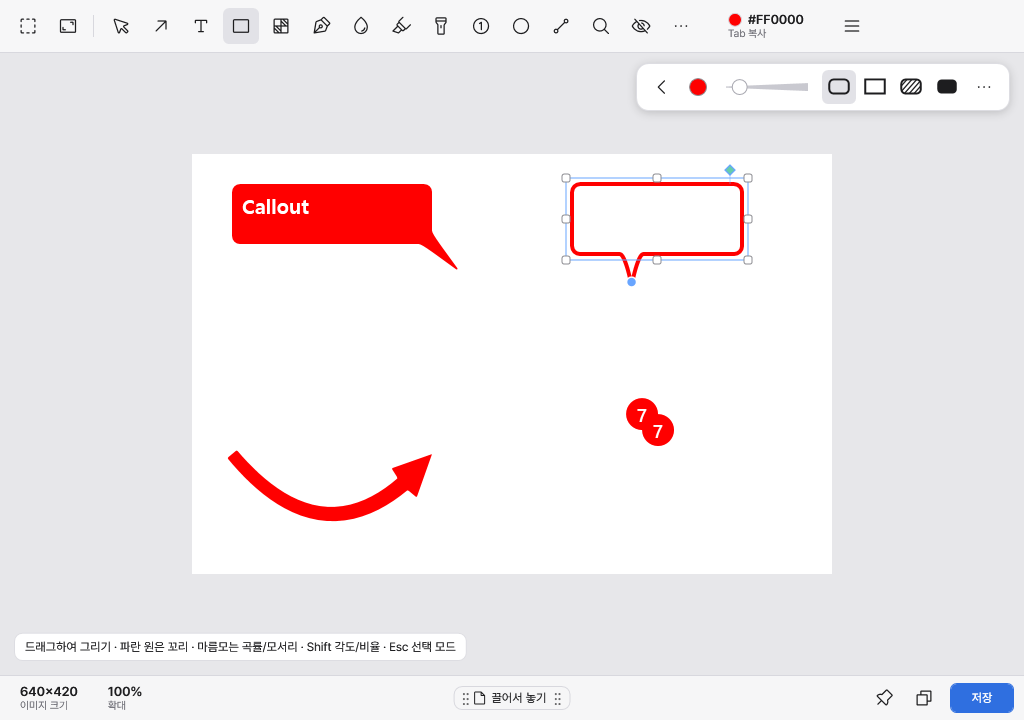 T
1
#FF0000
Tab 복사
Callout
7
7
드래그하여 그리기 · 파란 원은 꼬리 · 마름모는 곡률/모서리 · Shift 각도/비율 · Esc 선택 모드
640×420
이미지 크기
100%
확대
끌어서 놓기
저장